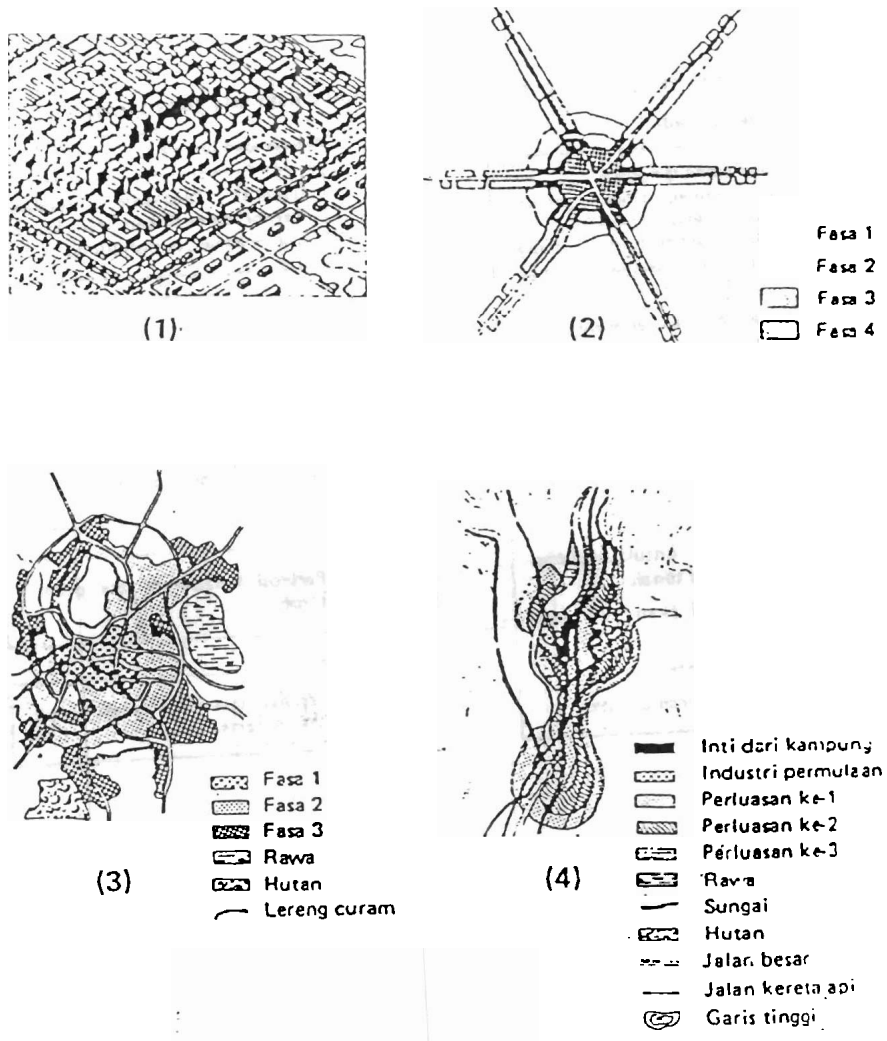 (1)
(2)
Fasa 1
Fasa 2
Fasa 3
Fasa 4
(3)
Fasa 1
Fasa 2
Fasa 3
Rawa
Hutan
Lereng curam
(4)
Inti dari kampung
Industri permulaan
Perluasan ke-1
Perluasan ke-2
Perluasan ke-3
Rawa
Sungai
Hutan
Jalan besar
Jalan kereta api
Garis tinggi